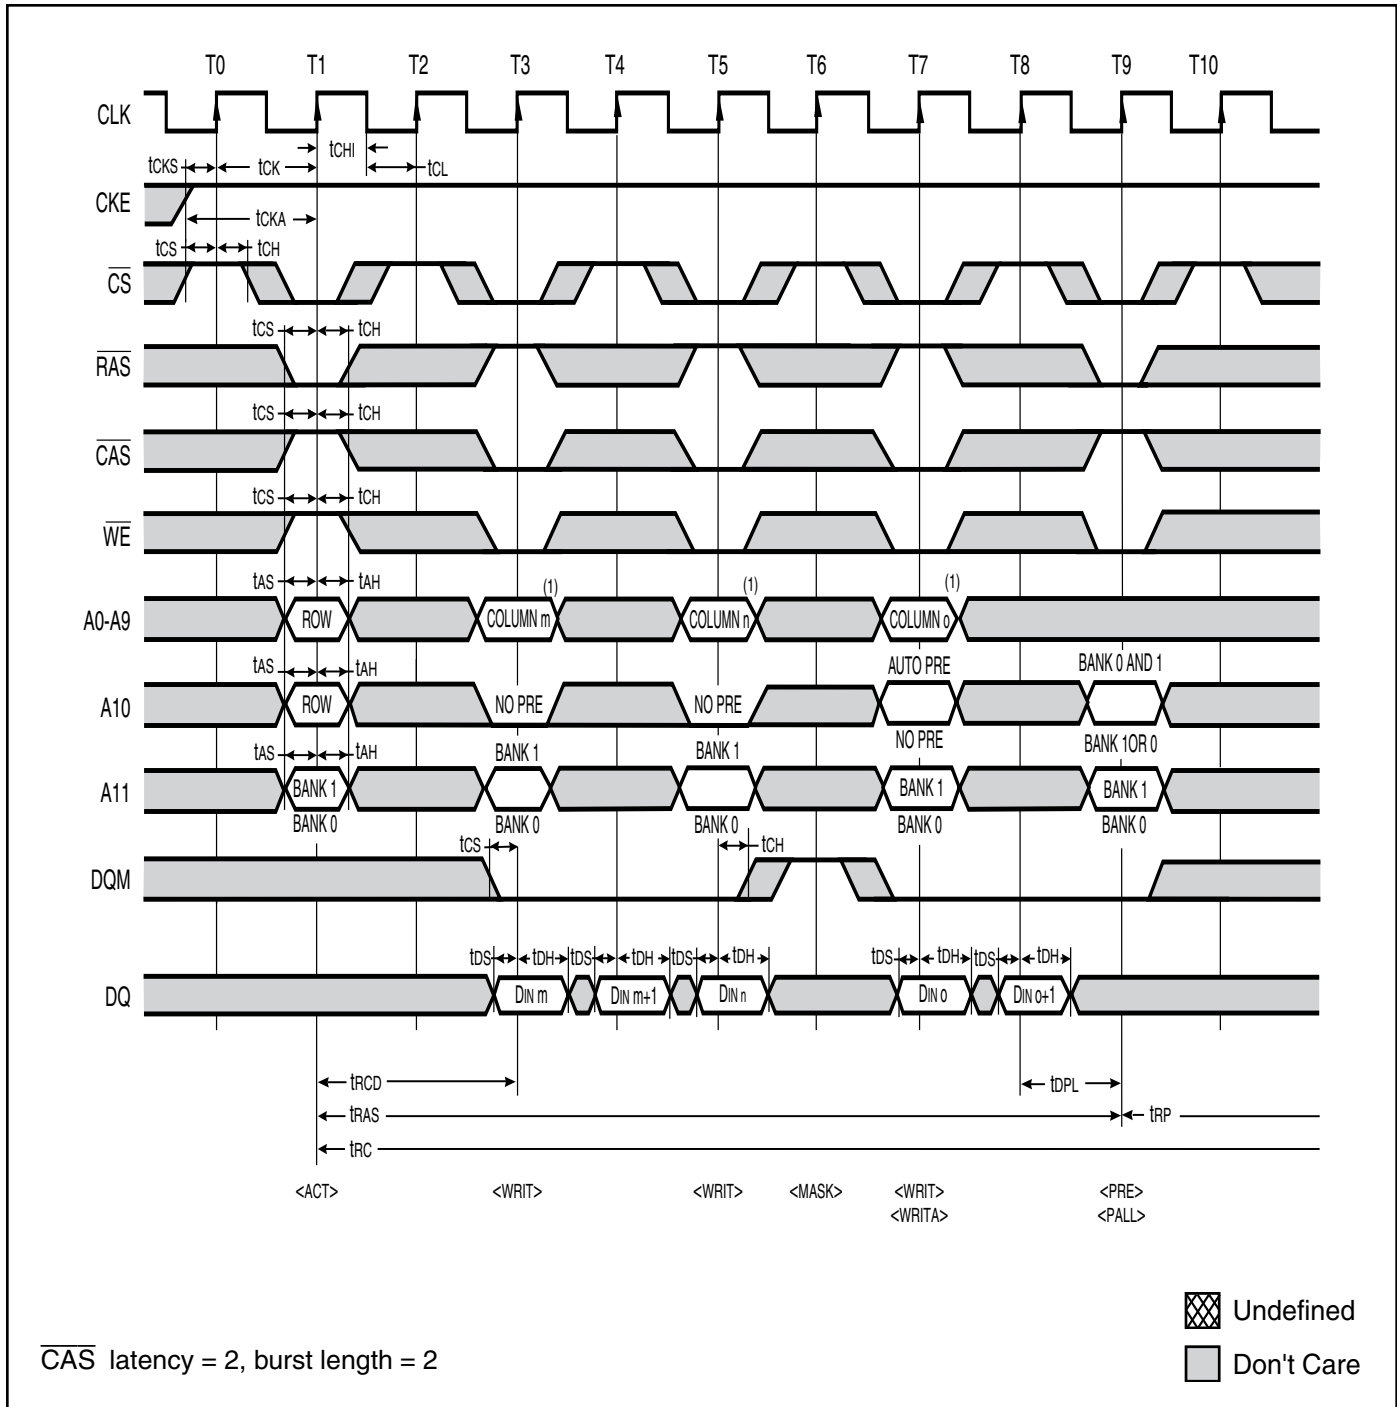 T0 T1 T2 T3 T4 T5 T6 T7 T8 T9 T10
CLK
tCHI
tCKS tCK tCL
CKE
tCKA
tCS tCH
CS
tCS tCH
RAS
tCS tCH
CAS
tCS tCH
WE
tAS tAH (1) (1) (1)
A0-A9 ROW COLUMN m COLUMN n COLUMN o
tAS tAH AUTO PRE BANK 0 AND 1
A10 ROW NO PRE NO PRE
NO PRE BANK 1OR 0
tAS tAH BANK 1 BANK 1
A11 BANK 1 BANK 1 BANK 1
BANK 0 BANK 0 BANK 0 BANK 0 BANK 0
tCS tCH
DQM
tDS tDH tDS tDH tDS tDH tDS tDH tDS tDH
DQ DIN m DIN m+1 DIN n DIN o DIN o+1
tRCD tDPL
tRAS tRP
tRC
<ACT> <WRIT> <WRIT> <MASK> <WRIT> <PRE>
<WRITA> <PALL>
Undefined
CAS latency = 2, burst length = 2
Don't Care